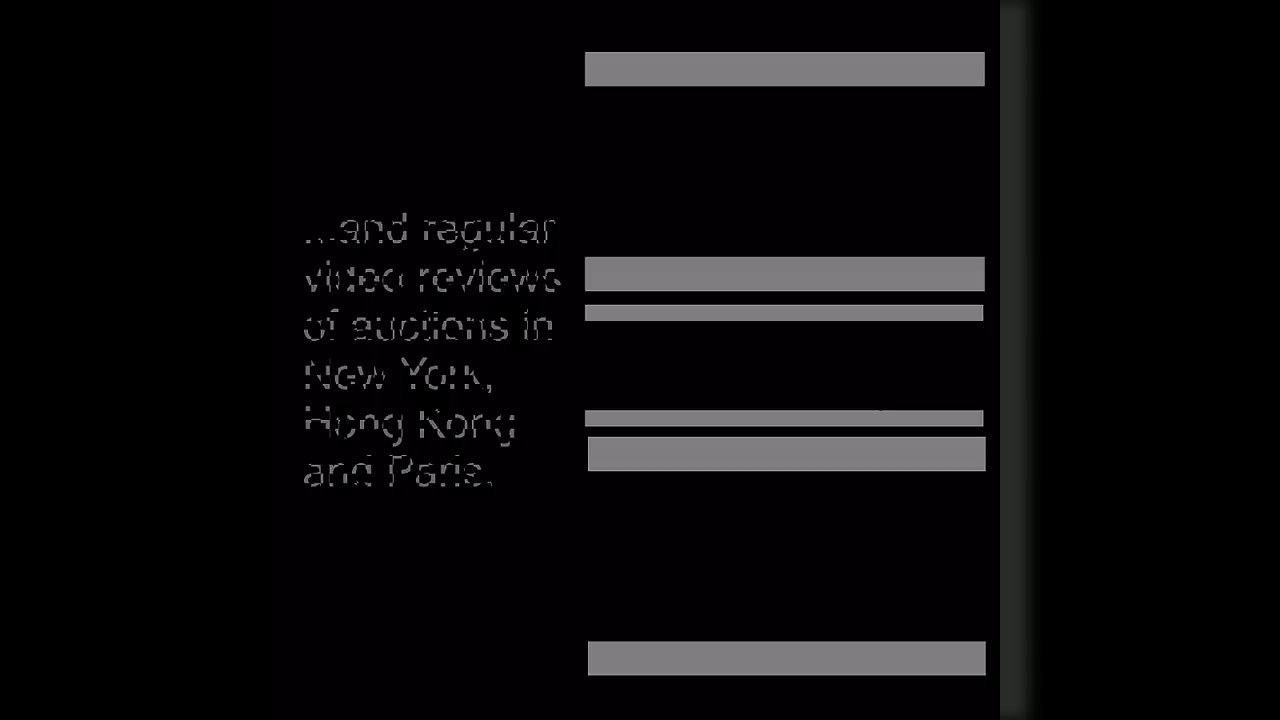 ...and regular
video reviews
of auctions in
New York,
Hong Kong
and Paris.